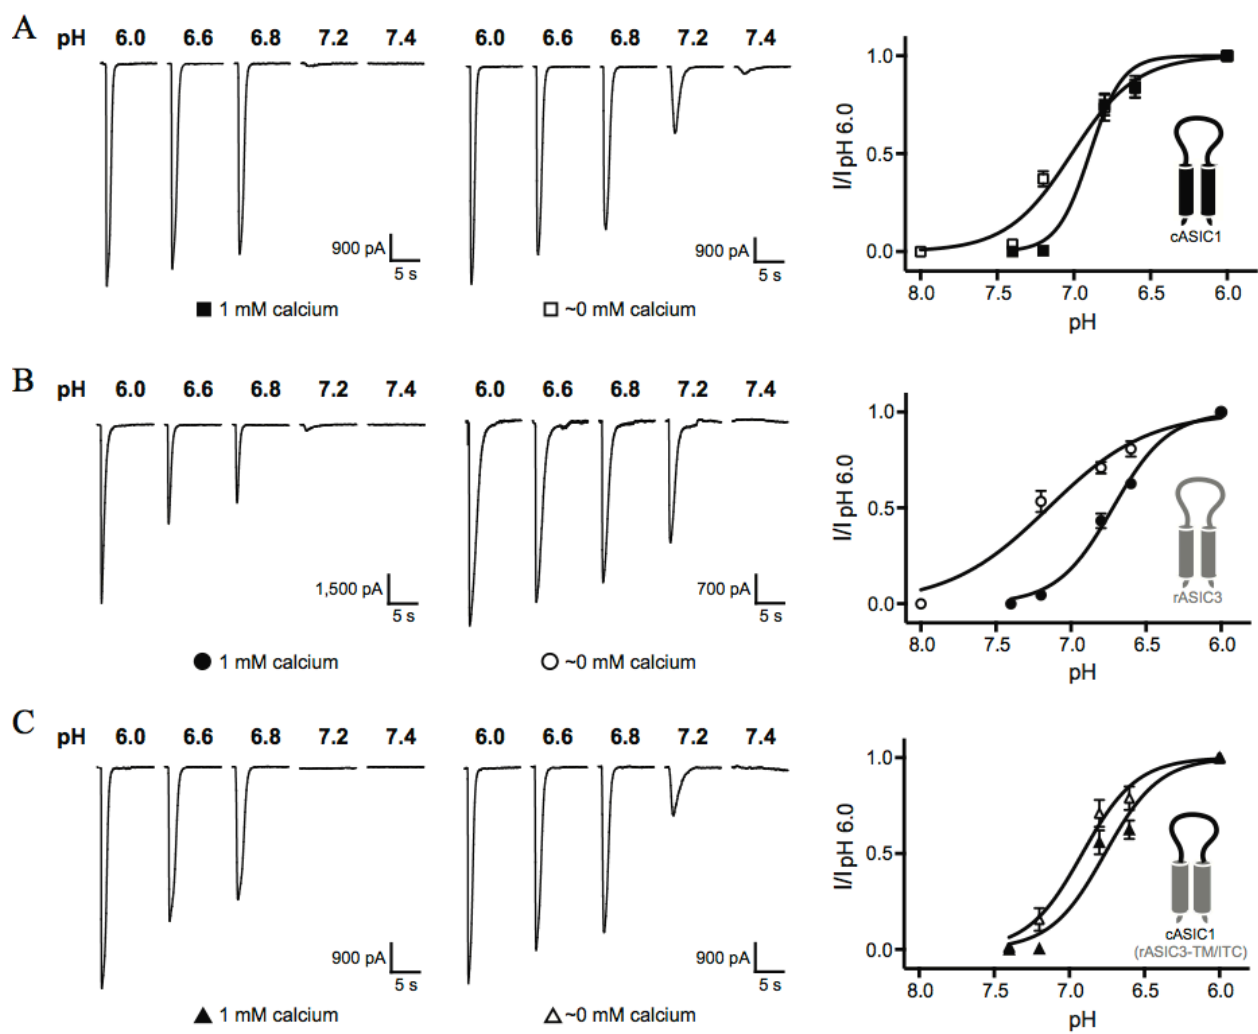 A
pH 6.0 6.6 6.8 7.2 7.4
6.0 6.6 6.8 7.2 7.4
900 pA
5 s
900 pA
5 s
■ 1 mM calcium
□ ~0 mM calcium
I/IpH 6.0
1.0
0.5
0.0
8.0 7.5 7.0 6.5 6.0
pH
cASIC1
B
pH 6.0 6.6 6.8 7.2 7.4
6.0 6.6 6.8 7.2 7.4
1,500 pA
5 s
700 pA
5 s
● 1 mM calcium
○ ~0 mM calcium
I/IpH 6.0
1.0
0.5
0.0
8.0 7.5 7.0 6.5 6.0
pH
rASIC3
C
pH 6.0 6.6 6.8 7.2 7.4
6.0 6.6 6.8 7.2 7.4
900 pA
5 s
900 pA
5 s
▲ 1 mM calcium
△ ~0 mM calcium
I/IpH 6.0
1.0
0.5
0.0
8.0 7.5 7.0 6.5 6.0
pH
cASIC1
(rASIC3-TM/ITC)